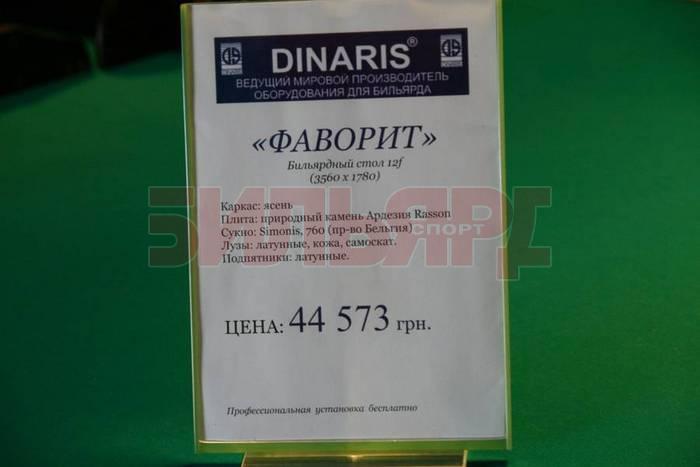 DINARIS®
ВЕДУЩИЙ МИРОВОЙ ПРОИЗВОДИТЕЛЬ
ОБОРУДОВАНИЯ ДЛЯ БИЛЬЯРДА
«ФАВОРИТ»
Бильярдный стол 12f
(3560 х 1780)
Каркас: ясень
Плита: природный камень Ардезия Rasson
Сукно: Simonis, 760 (пр-во Бельгия)
Лузы: латунные, кожа, самоскат.
Подпятники: латунные.
БИЛЬЯРД
СПОРТ
ЦЕНА: 44 573 грн.
Профессиональная установка бесплатно